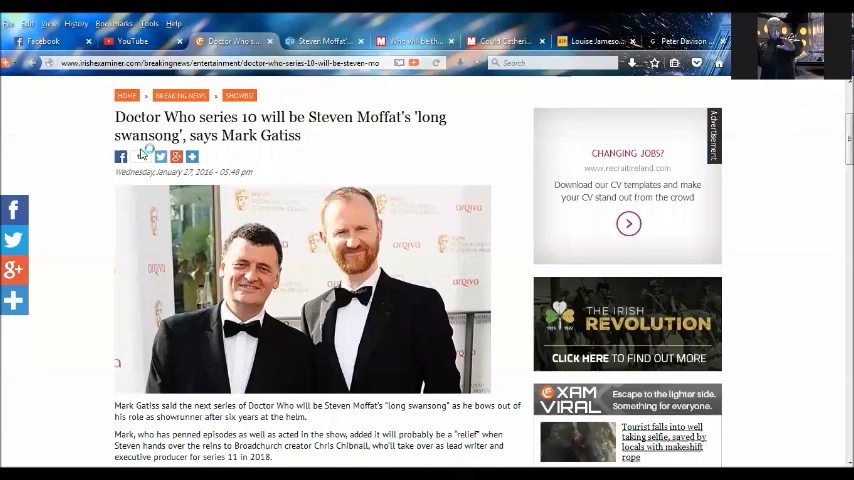 File Edit View History Bookmarks Tools Help
Facebook
YouTube
Doctor Who s...
Steven Moffat'...
Who will be th...
Could Gatheri...
Louise Jameso...
Peter Davison ...
www.irishexaminer.com/breakingnews/entertainment/doctor-who-series-10-will-be-steven-mo
Search
HOME » BREAKING NEWS » SHOWBIZ
Doctor Who series 10 will be Steven Moffat's 'long
swansong', says Mark Gatiss
Wednesday, January 27, 2016 - 05:48 pm
arqiva
arqiva
arqiva
Mark Gatiss said the next series of Doctor Who will be Steven Moffat's "long swansong" as he bows out of
his role as showrunner after six years at the helm.
Mark, who has penned episodes as well as acted in the show, added it will probably be a "relief" when
Steven hands over the reins to Broadchurch creator Chris Chibnall, who'll take over as lead writer and
executive producer for series 11 in 2018.
Advertisement
CHANGING JOBS?
www.recruitireland.com
Download our CV templates and make
your CV stand out from the crowd
THE IRISH
REVOLUTION
CLICK HERE TO FIND OUT MORE
EXAM
VIRAL
Escape to the lighter side.
Something for everyone.
Tourist falls into well
taking selfie, saved by
locals with makeshift
rope